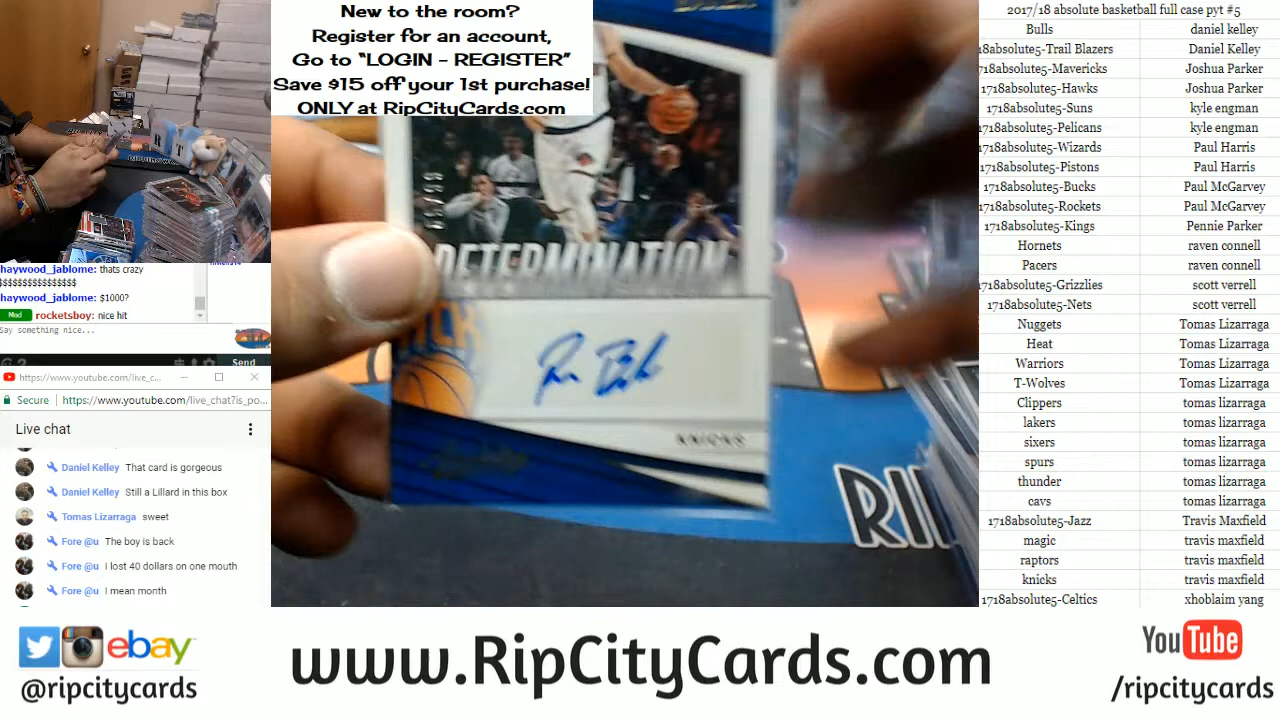 New to the room?
Register for an account,
Go to “LOGIN - REGISTER”
Save $15 off your 1st purchase!
ONLY at RipCityCards.com
haywood_jablome: thats crazy
$$$$$$$$$$$$$$$$
haywood_jablome: $1000?
Mod rocketsboy: nice hit
Say something nice...
Send
https://www.youtube.com/live_c...
Secure https://www.youtube.com/live_chat?is_po...
Live chat
Daniel Kelley That card is gorgeous
Daniel Kelley Still a Lillard in this box
Tomas Lizarraga sweet
Fore @u The boy is back
Fore @u I lost 40 dollars on one mouth
Fore @u I mean month
DETERMINATION
KNICKS
RI
2017/18 absolute basketball full case pyt #5
Bulls daniel kelley
18absolute5-Trail Blazers Daniel Kelley
1718absolute5-Mavericks Joshua Parker
1718absolute5-Hawks Joshua Parker
1718absolute5-Suns kyle engman
1718absolute5-Pelicans kyle engman
1718absolute5-Wizards Paul Harris
1718absolute5-Pistons Paul Harris
1718absolute5-Bucks Paul McGarvey
1718absolute5-Rockets Paul McGarvey
1718absolute5-Kings Pennie Parker
Hornets raven connell
Pacers raven connell
1718absolute5-Grizzlies scott verrell
1718absolute5-Nets scott verrell
Nuggets Tomas Lizarraga
Heat Tomas Lizarraga
Warriors Tomas Lizarraga
T-Wolves Tomas Lizarraga
Clippers tomas lizarraga
lakers tomas lizarraga
sixers tomas lizarraga
spurs tomas lizarraga
thunder tomas lizarraga
cavs tomas lizarraga
1718absolute5-Jazz Travis Maxfield
magic travis maxfield
raptors travis maxfield
knicks travis maxfield
1718absolute5-Celtics xhoblaim yang
ebay
@ripcitycards
www.RipCityCards.com
YouTube
/ripcitycards